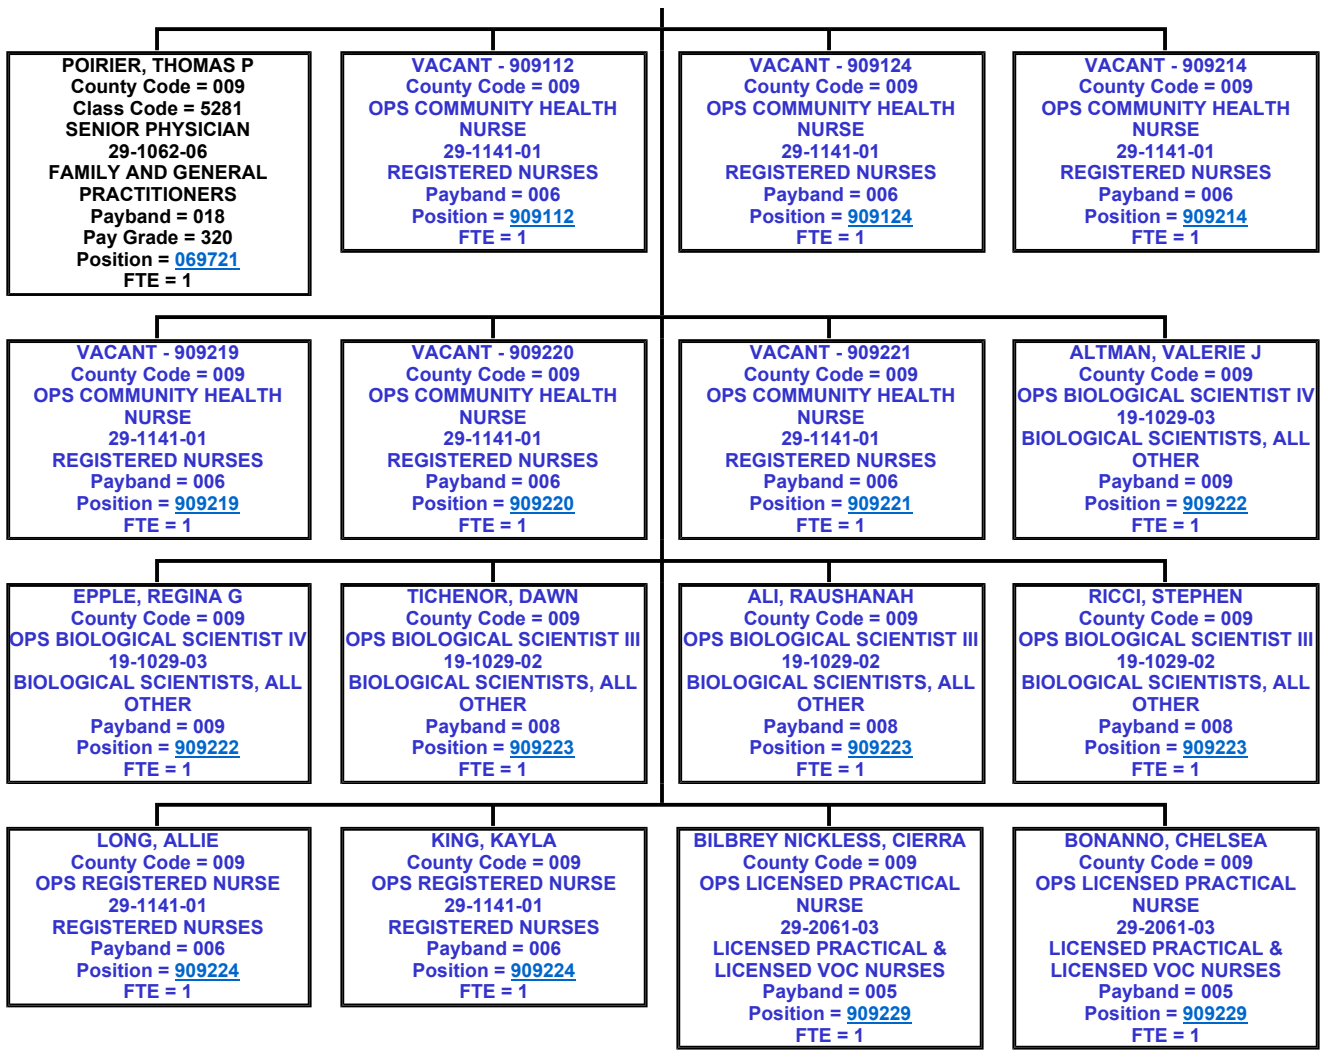 POIRIER, THOMAS P
County Code = 009
Class Code = 5281
SENIOR PHYSICIAN
29-1062-06
FAMILY AND GENERAL
PRACTITIONERS
Payband = 018
Pay Grade = 320
Position = 069721
FTE = 1
VACANT - 909112
County Code = 009
OPS COMMUNITY HEALTH
NURSE
29-1141-01
REGISTERED NURSES
Payband = 006
Position = 909112
FTE = 1
VACANT - 909124
County Code = 009
OPS COMMUNITY HEALTH
NURSE
29-1141-01
REGISTERED NURSES
Payband = 006
Position = 909124
FTE = 1
VACANT - 909214
County Code = 009
OPS COMMUNITY HEALTH
NURSE
29-1141-01
REGISTERED NURSES
Payband = 006
Position = 909214
FTE = 1
VACANT - 909219
County Code = 009
OPS COMMUNITY HEALTH
NURSE
29-1141-01
REGISTERED NURSES
Payband = 006
Position = 909219
FTE = 1
VACANT - 909220
County Code = 009
OPS COMMUNITY HEALTH
NURSE
29-1141-01
REGISTERED NURSES
Payband = 006
Position = 909220
FTE = 1
VACANT - 909221
County Code = 009
OPS COMMUNITY HEALTH
NURSE
29-1141-01
REGISTERED NURSES
Payband = 006
Position = 909221
FTE = 1
ALTMAN, VALERIE J
County Code = 009
OPS BIOLOGICAL SCIENTIST IV
19-1029-03
BIOLOGICAL SCIENTISTS, ALL
OTHER
Payband = 009
Position = 909222
FTE = 1
EPPLE, REGINA G
County Code = 009
OPS BIOLOGICAL SCIENTIST IV
19-1029-03
BIOLOGICAL SCIENTISTS, ALL
OTHER
Payband = 009
Position = 909222
FTE = 1
TICHENOR, DAWN
County Code = 009
OPS BIOLOGICAL SCIENTIST III
19-1029-02
BIOLOGICAL SCIENTISTS, ALL
OTHER
Payband = 008
Position = 909223
FTE = 1
ALI, RAUSHANAH
County Code = 009
OPS BIOLOGICAL SCIENTIST III
19-1029-02
BIOLOGICAL SCIENTISTS, ALL
OTHER
Payband = 008
Position = 909223
FTE = 1
RICCI, STEPHEN
County Code = 009
OPS BIOLOGICAL SCIENTIST III
19-1029-02
BIOLOGICAL SCIENTISTS, ALL
OTHER
Payband = 008
Position = 909223
FTE = 1
LONG, ALLIE
County Code = 009
OPS REGISTERED NURSE
29-1141-01
REGISTERED NURSES
Payband = 006
Position = 909224
FTE = 1
KING, KAYLA
County Code = 009
OPS REGISTERED NURSE
29-1141-01
REGISTERED NURSES
Payband = 006
Position = 909224
FTE = 1
BILBREY NICKLESS, CIERRA
County Code = 009
OPS LICENSED PRACTICAL
NURSE
29-2061-03
LICENSED PRACTICAL &
LICENSED VOC NURSES
Payband = 005
Position = 909229
FTE = 1
BONANNO, CHELSEA
County Code = 009
OPS LICENSED PRACTICAL
NURSE
29-2061-03
LICENSED PRACTICAL &
LICENSED VOC NURSES
Payband = 005
Position = 909229
FTE = 1